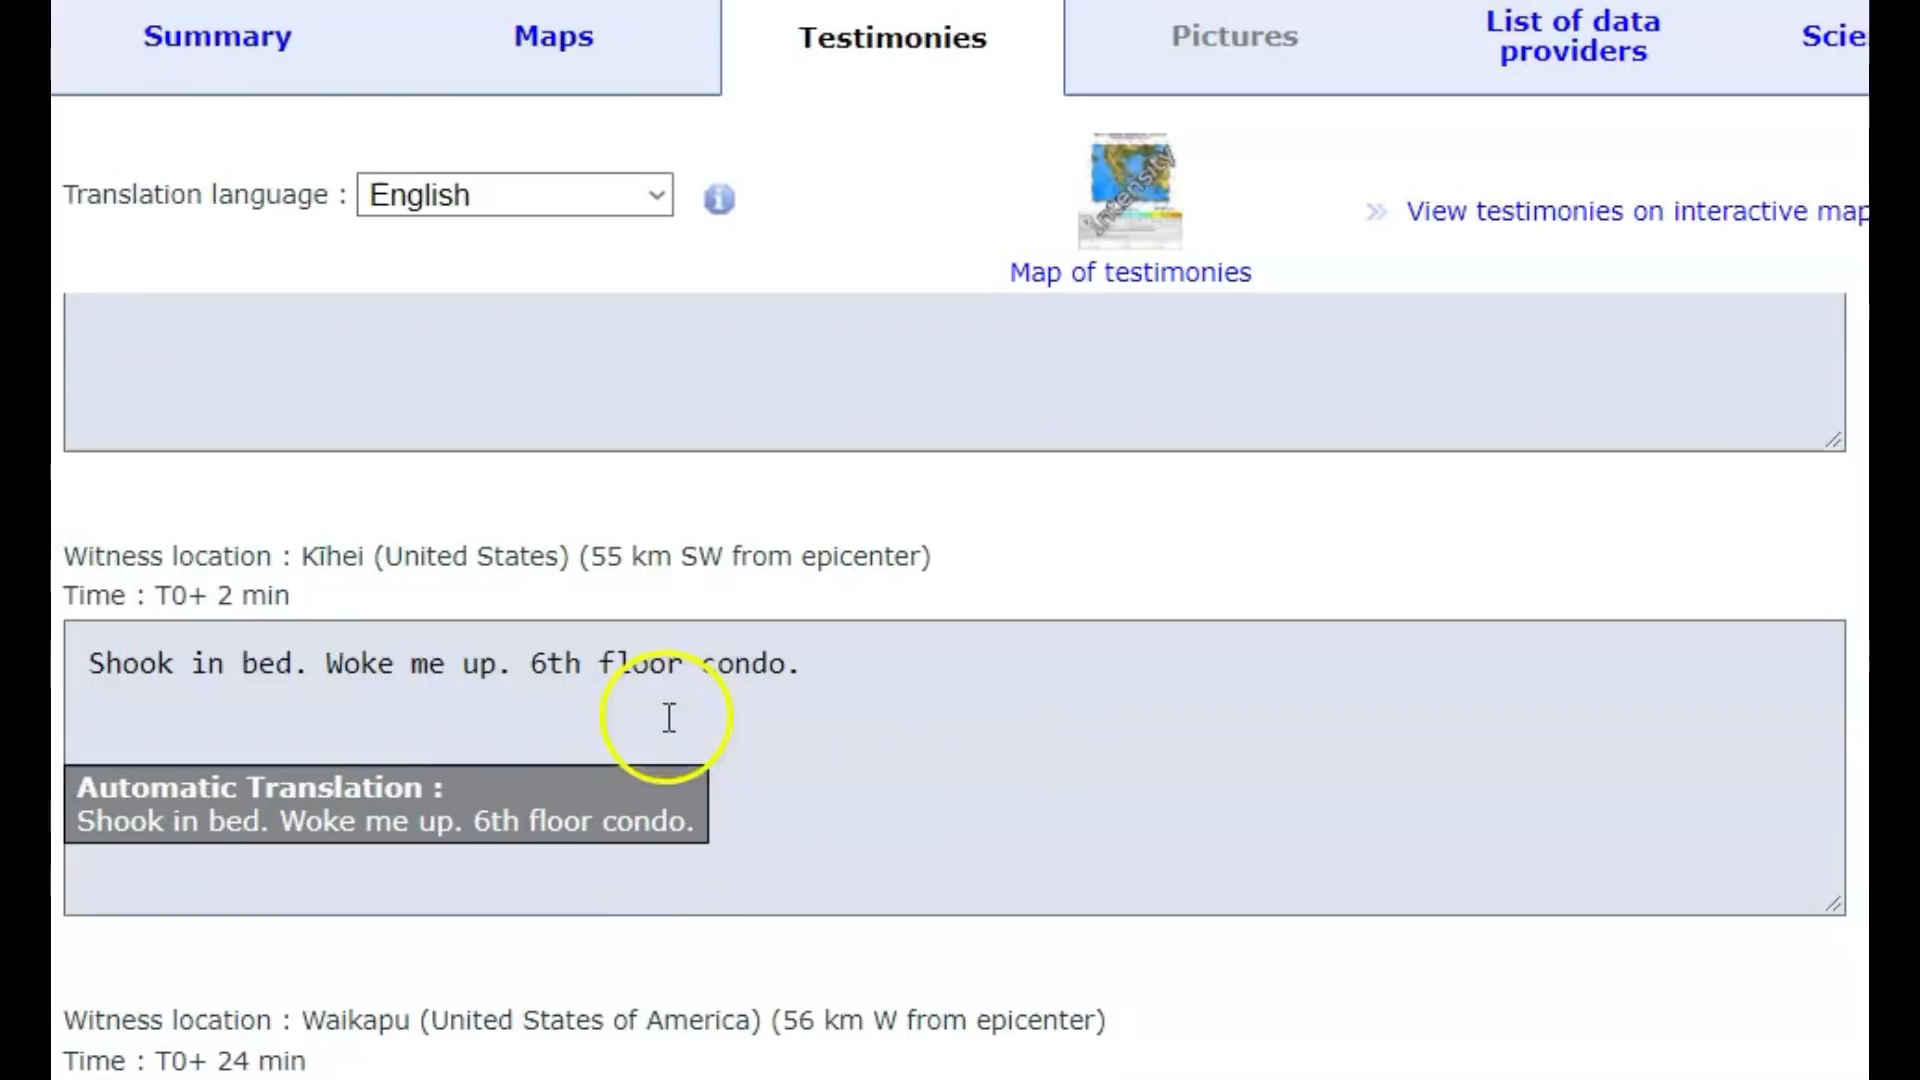 Summary
Maps
Testimonies
Pictures
List of data
providers
Scie
Translation language :
English
Intensity
View testimonies on interactive map
Map of testimonies
Witness location : Kīhei (United States) (55 km SW from epicenter)
Time : T0+ 2 min
Shook in bed. Woke me up. 6th floor condo.
Automatic Translation :
Shook in bed. Woke me up. 6th floor condo.
Witness location : Waikapu (United States of America) (56 km W from epicenter)
Time : T0+ 24 min